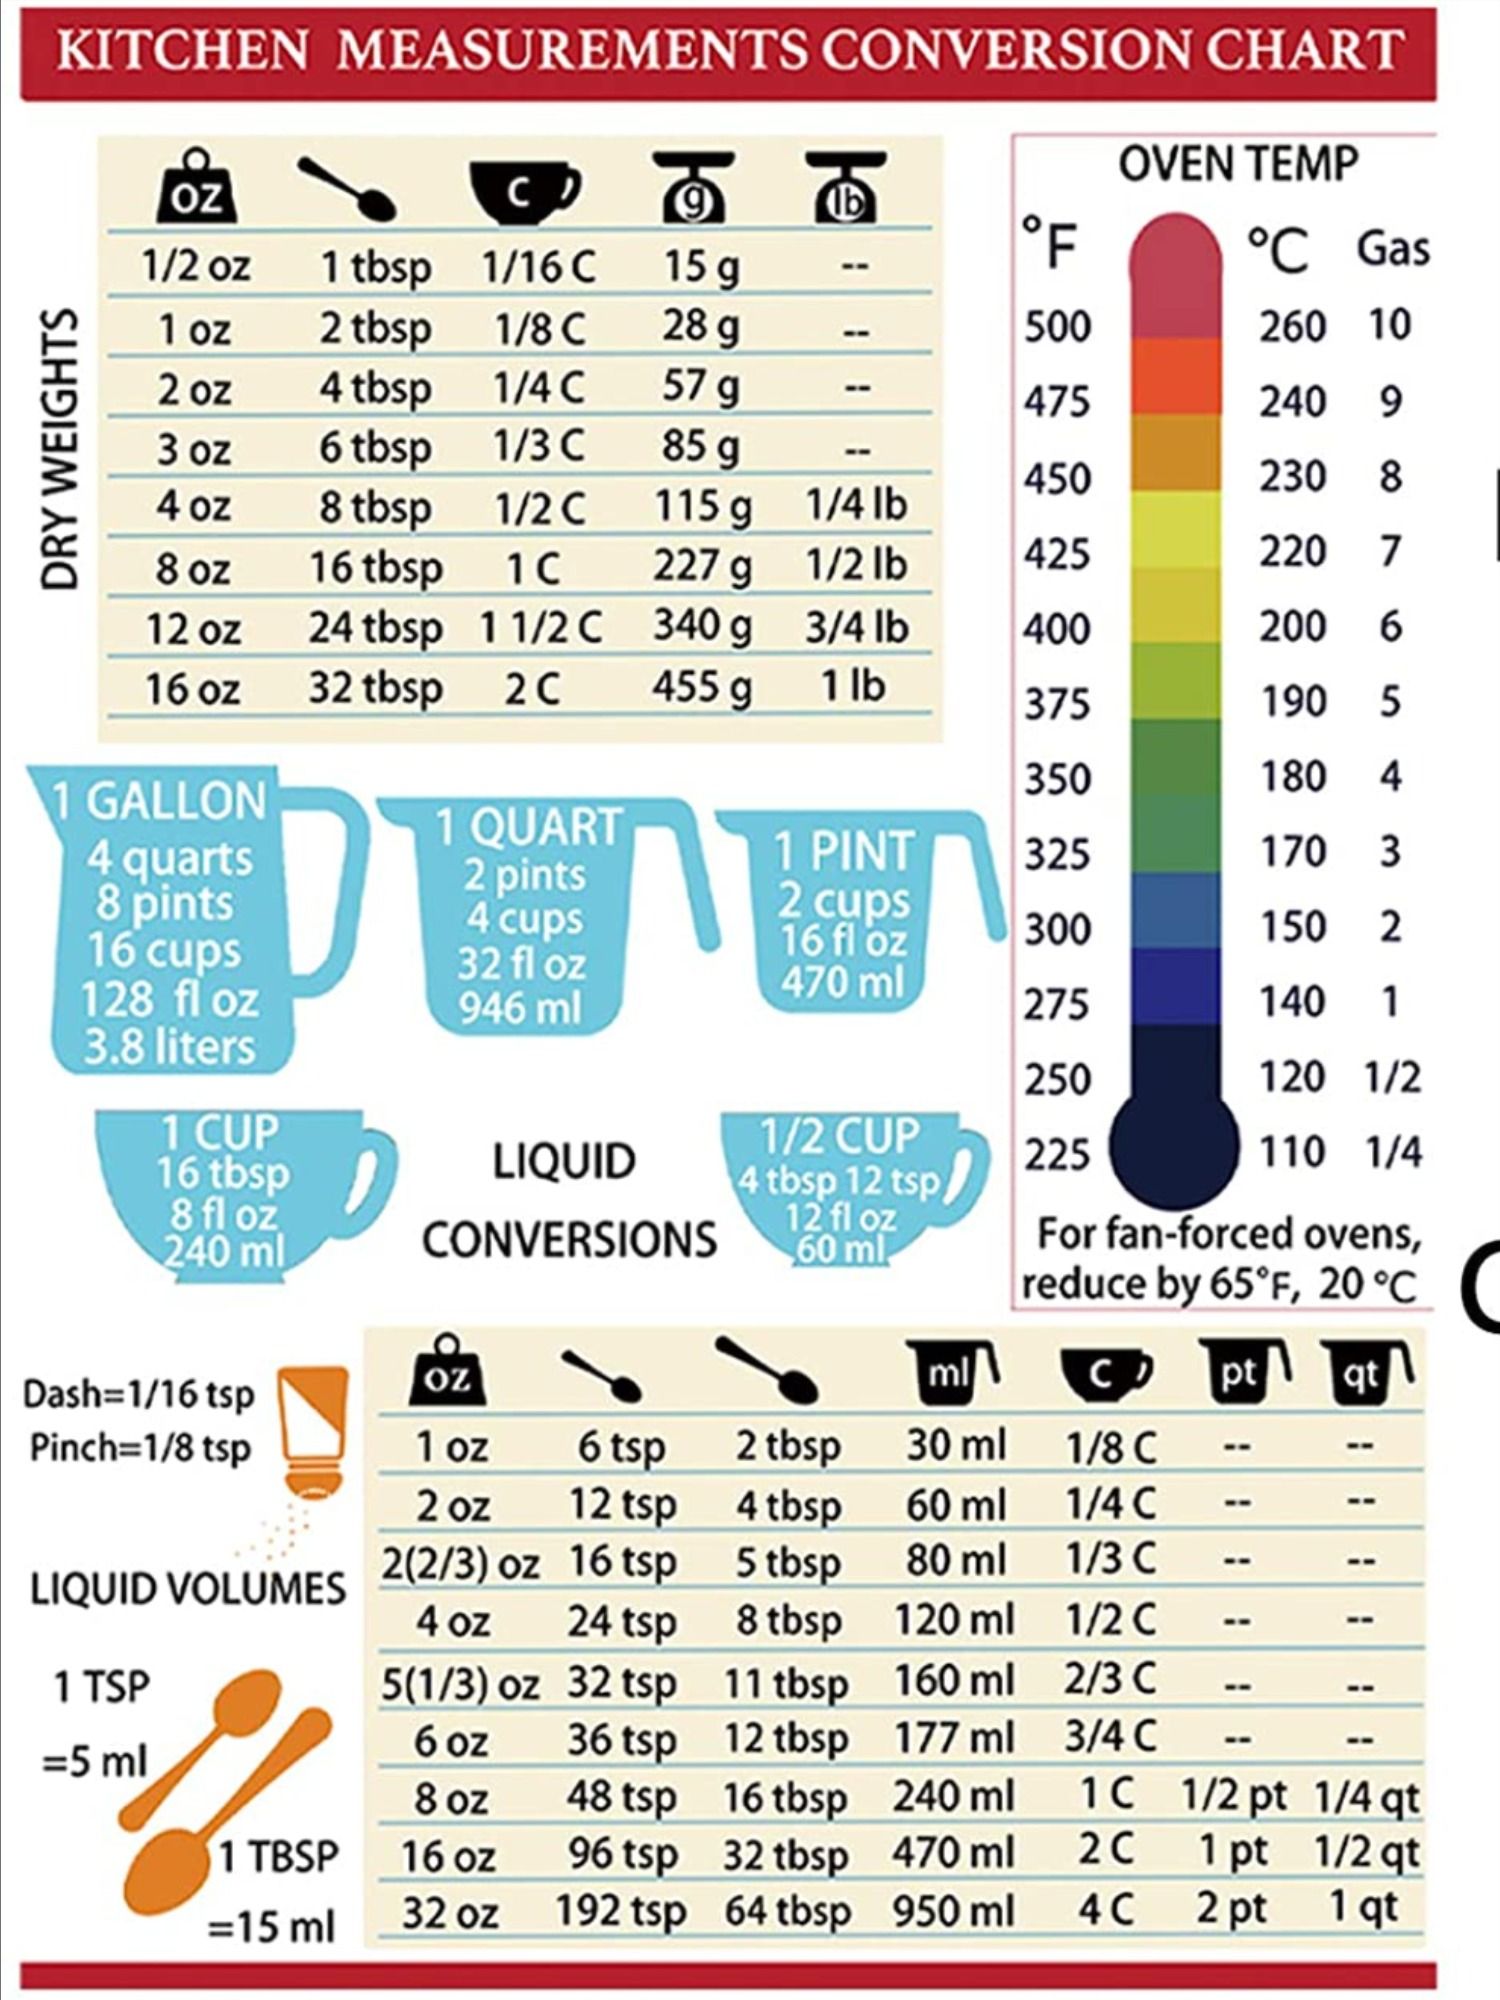 KITCHEN MEASUREMENTS CONVERSION CHART
DRY WEIGHTS
OZ C g lb
1/2 oz 1 tbsp 1/16 C 15 g --
1 oz 2 tbsp 1/8 C 28 g --
2 oz 4 tbsp 1/4 C 57 g --
3 oz 6 tbsp 1/3 C 85 g --
4 oz 8 tbsp 1/2 C 115 g 1/4 lb
8 oz 16 tbsp 1 C 227 g 1/2 lb
12 oz 24 tbsp 1 1/2 C 340 g 3/4 lb
16 oz 32 tbsp 2 C 455 g 1 lb
OVEN TEMP
°F °C Gas
500 260 10
475 240 9
450 230 8
425 220 7
400 200 6
375 190 5
350 180 4
325 170 3
300 150 2
275 140 1
250 120 1/2
225 110 1/4
For fan-forced ovens,
reduce by 65°F, 20 °C
1 GALLON
4 quarts
8 pints
16 cups
128 fl oz
3.8 liters
1 QUART
2 pints
4 cups
32 fl oz
946 ml
1 PINT
2 cups
16 fl oz
470 ml
1 CUP
16 tbsp
8 fl oz
240 ml
LIQUID
CONVERSIONS
1/2 CUP
4 tbsp 12 tsp
12 fl oz
60 ml
Dash=1/16 tsp
Pinch=1/8 tsp
LIQUID VOLUMES
1 TSP
=5 ml
1 TBSP
=15 ml
OZ ml C pt qt
1 oz 6 tsp 2 tbsp 30 ml 1/8 C -- --
2 oz 12 tsp 4 tbsp 60 ml 1/4 C -- --
2(2/3) oz 16 tsp 5 tbsp 80 ml 1/3 C -- --
4 oz 24 tsp 8 tbsp 120 ml 1/2 C -- --
5(1/3) oz 32 tsp 11 tbsp 160 ml 2/3 C -- --
6 oz 36 tsp 12 tbsp 177 ml 3/4 C -- --
8 oz 48 tsp 16 tbsp 240 ml 1 C 1/2 pt 1/4 qt
16 oz 96 tsp 32 tbsp 470 ml 2 C 1 pt 1/2 qt
32 oz 192 tsp 64 tbsp 950 ml 4 C 2 pt 1 qt